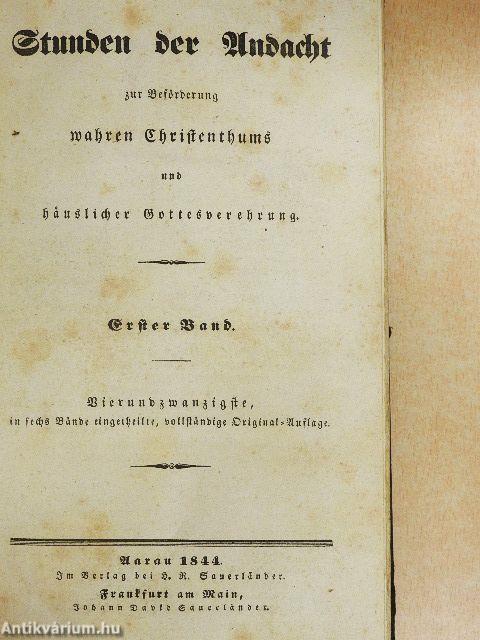 Stunden der Andacht
zur Beförderung
wahren Christenthums
und
häuslicher Gottesverehrung.
Erster Band.
Vierundzwanzigste,
in sechs Bände eingetheilte, vollständige Original-Auflage.
Aarau 1844.
Im Verlag bei H. R. Sauerländer.
Frankfurt am Main,
Johann David Sauerländer.
Antikvárium.hu